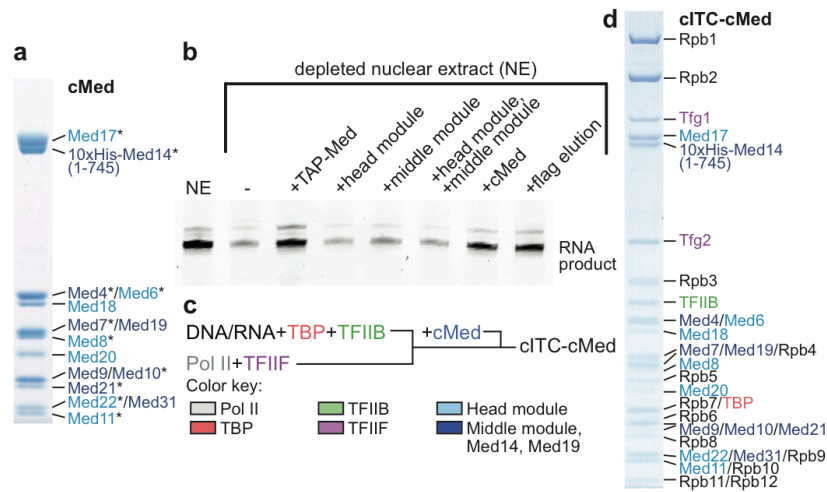 a
cMed
Med17*
10xHis-Med14*
(1-745)
Med4*/Med6*
Med18
Med7*/Med19
Med8*
Med20
Med9/Med10*
Med21*
Med22*/Med31
Med11*
b
depleted nuclear extract (NE)
NE
-
+TAP-Med
+head module
+middle module
+head module,
+middle module
+cMed
+flag elution
RNA
product
c
DNA/RNA+TBP+TFIIB
+cMed
cITC-cMed
Pol II+TFIIF
Color key:
Pol II
TFIIB
Head module
TBP
TFIIF
Middle module,
Med14, Med19
d
cITC-cMed
Rpb1
Rpb2
Tfg1
Med17
10xHis-Med14
(1-745)
Tfg2
Rpb3
TFIIB
Med4/Med6
Med18
Med7/Med19/Rpb4
Med8
Rpb5
Med20
Rpb7/TBP
Rpb6
Med9/Med10/Med21
Rpb8
Med22/Med31/Rpb9
Med11/Rpb10
Rpb11/Rpb12